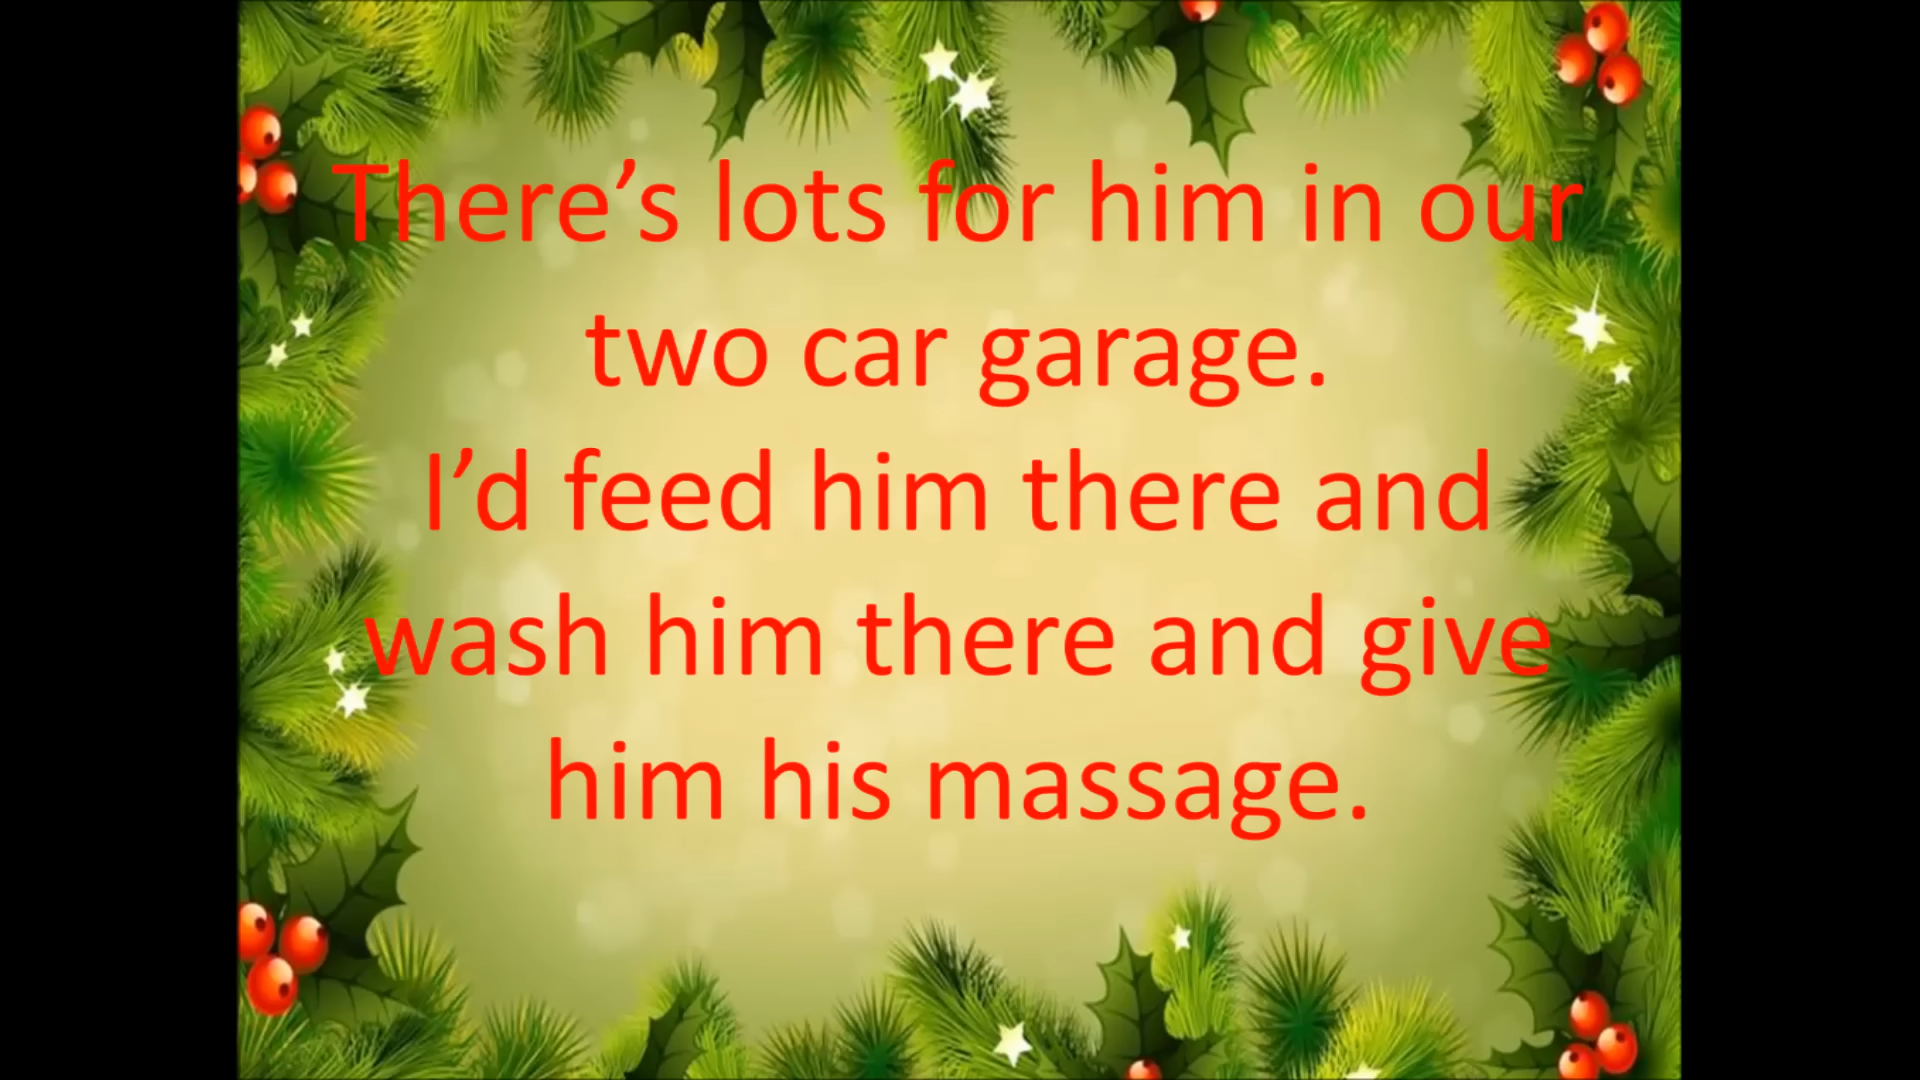 There’s lots for him in our
two car garage.
I’d feed him there and
wash him there and give
him his massage.